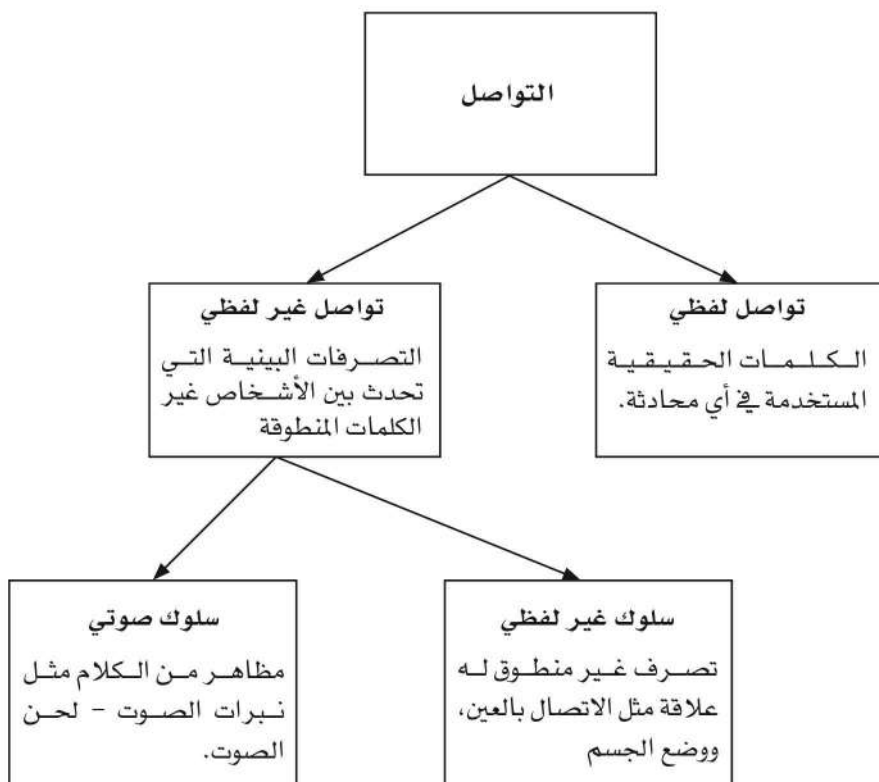 التواصل
تواصل لفظي
الكلمات الحقيقية
المستخدمة في أي محادثة.
تواصل غير لفظي
التصرفات البينية التي
تحدث بين الأشخاص غير
الكلمات المنطوقة
سلوك غير لفظي
تصرف غير منطوق له
علاقة مثل الاتصال بالعين،
ووضع الجسم
سلوك صوتي
مظاهر من الكلام مثل
نبرات الصوت – لحن
الصوت.